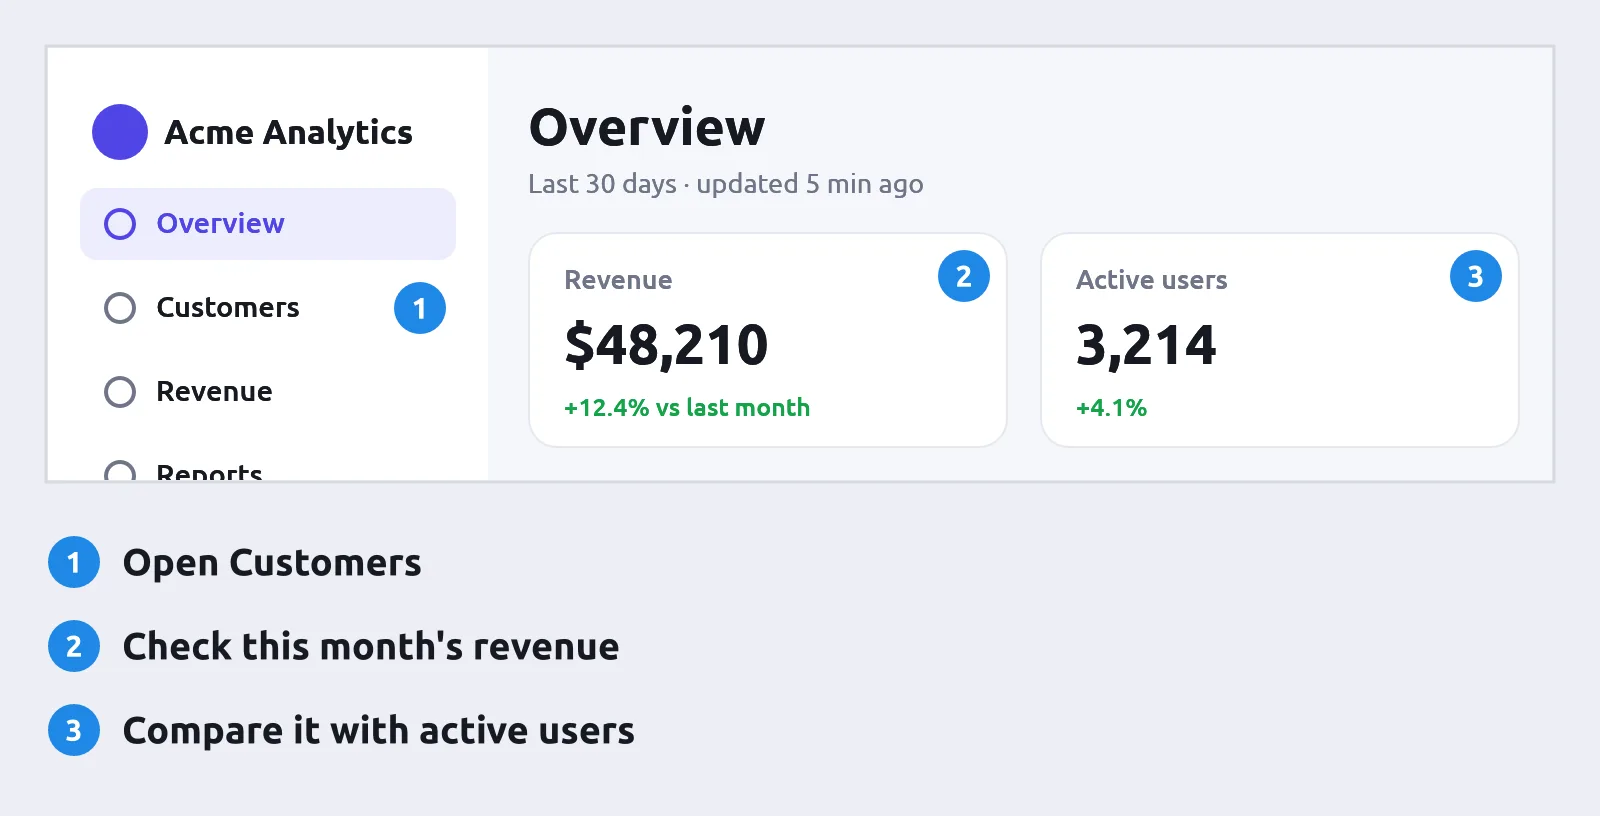 Acme Analytics
Overview
Customers
1
Revenue
Reports
Overview
Last 30 days · updated 5 min ago
Revenue
2
$48,210
+12.4% vs last month
Active users
3
3,214
+4.1%
1 Open Customers
2 Check this month's revenue
3 Compare it with active users